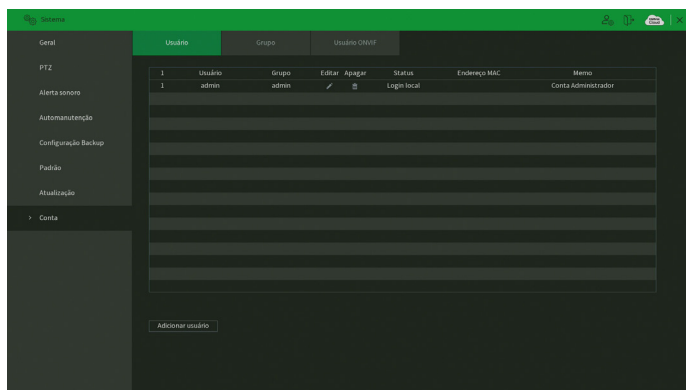 Sistema
Geral
PTZ
Alerta sonoro
Automanutenção
Configuração Backup
Padrão
Atualização
> Conta
Usuário Grupo Usuário ONVIF
1 Usuário Grupo Editar Apagar Status Endereço MAC Memo
1 admin admin Login local Conta Administrador
Adicionar usuário